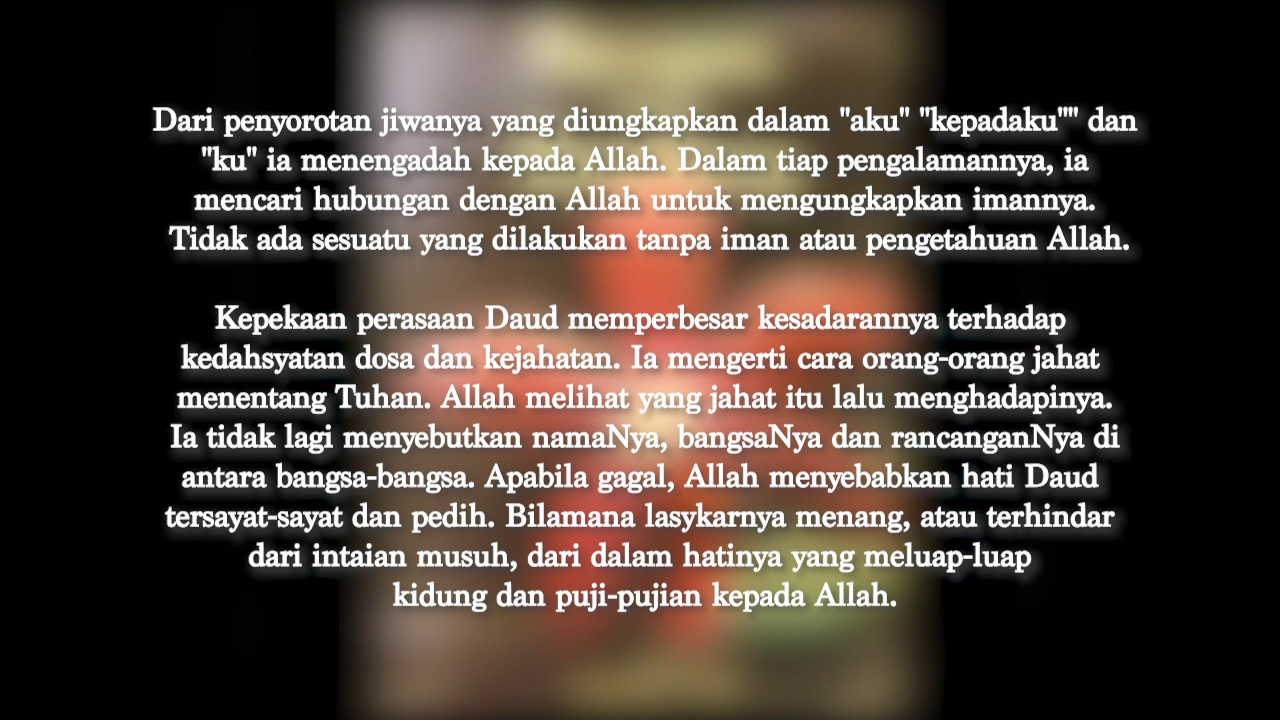 Dari penyorotan jiwanya yang diungkapkan dalam "aku" "kepadaku"" dan
"ku" ia menengadah kepada Allah. Dalam tiap pengalamannya, ia
mencari hubungan dengan Allah untuk mengungkapkan imannya.
Tidak ada sesuatu yang dilakukan tanpa iman atau pengetahuan Allah.
Kepekaan perasaan Daud memperbesar kesadarannya terhadap
kedahsyatan dosa dan kejahatan. Ia mengerti cara orang-orang jahat
menentang Tuhan. Allah melihat yang jahat itu lalu menghadapinya.
Ia tidak lagi menyebutkan namaNya, bangsaNya dan rancanganNya di
antara bangsa-bangsa. Apabila gagal, Allah menyebabkan hati Daud
tersayat-sayat dan pedih. Bilamana lasykarnya menang, atau terhindar
dari intaian musuh, dari dalam hatinya yang meluap-luap
kidung dan puji-pujian kepada Allah.